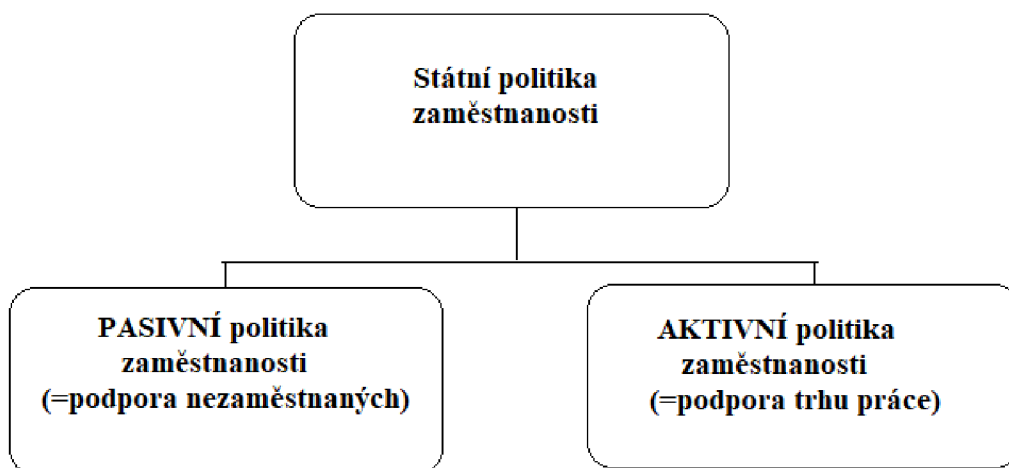 Státní politika
zaměstnanosti
PASIVNÍ politika
zaměstnanosti
(=podpora nezaměstnaných)
AKTIVNÍ politika
zaměstnanosti
(=podpora trhu práce)